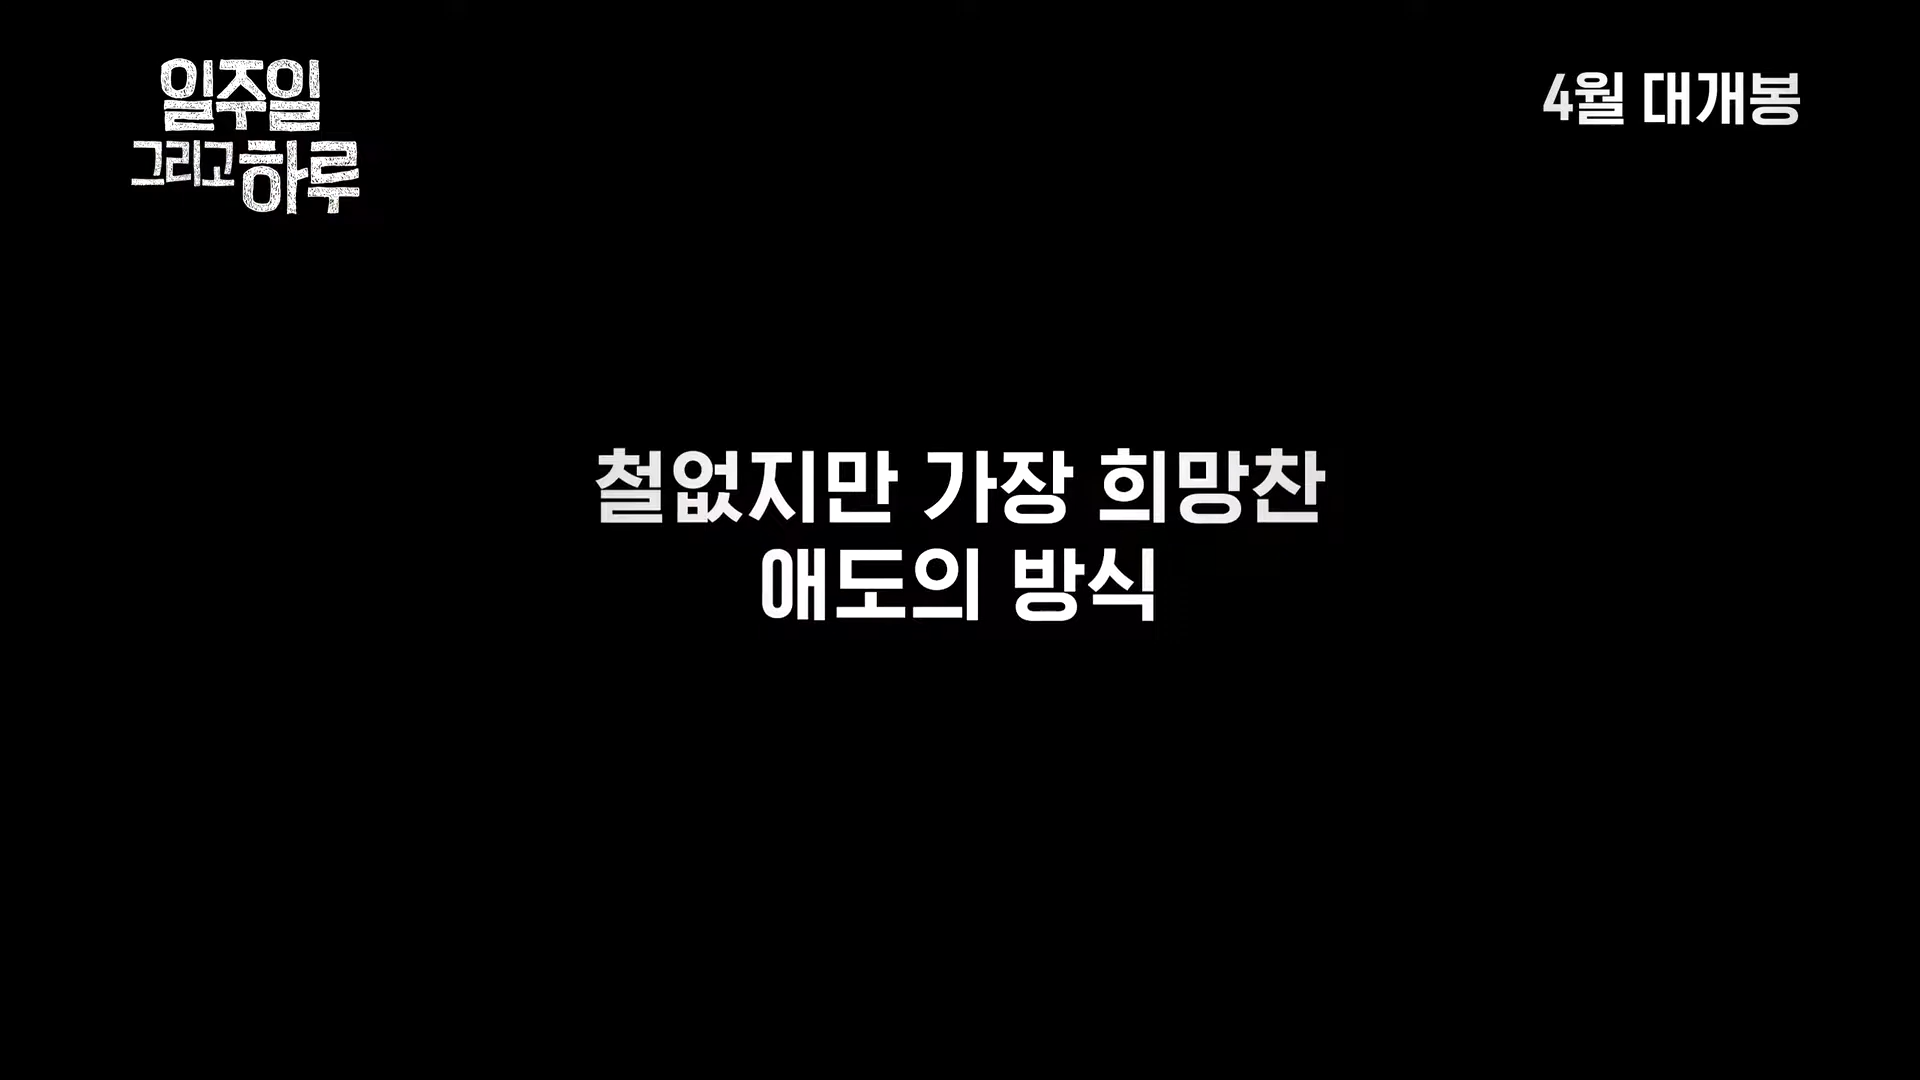 일주일
그리고 하루
4월 대개봉
철없지만 가장 희망찬
애도의 방식